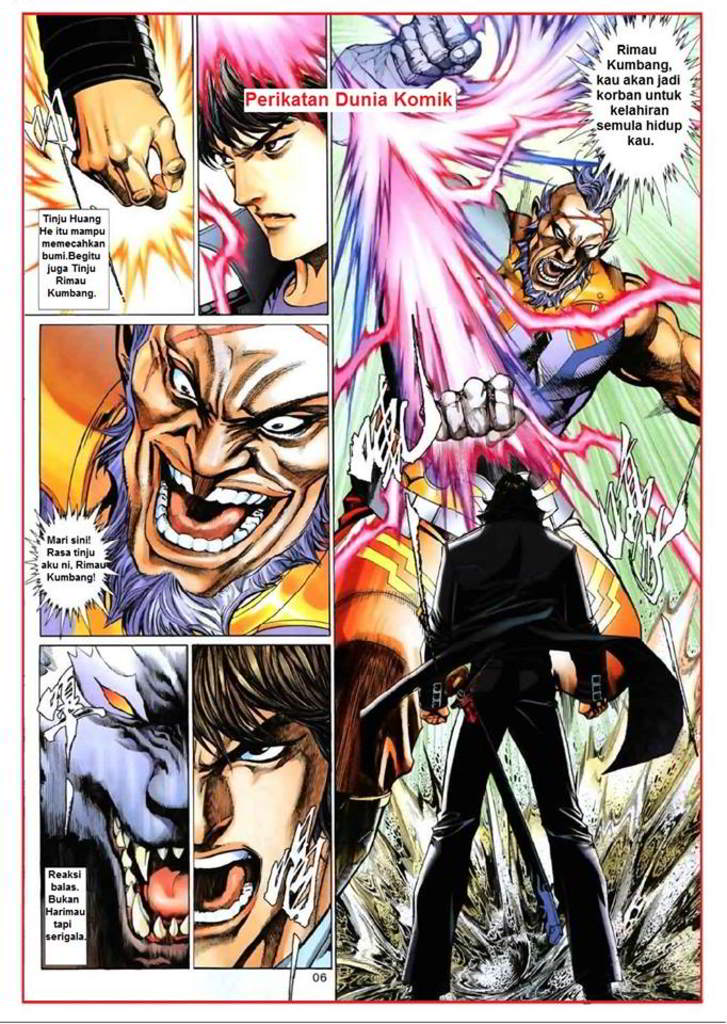 Perikatan Dunia Komik
Tinju Huang
He itu mampu
memecahkan
bumi.Begitu
juga Tinju
Rimau
Kumbang.
Rimau
Kumbang,
kau akan jadi
korban untuk
kelahiran
semula hidup
kau.
Mari sini!
Rasa tinju
aku ni, Rimau
Kumbang!
Reaksi
balas.
Bukan
Harimau
tapi
serigala.
06